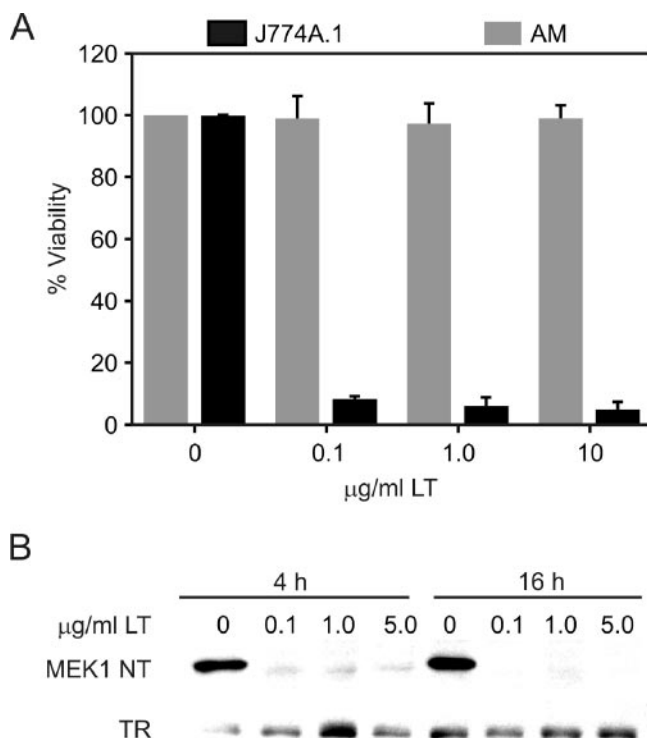 A
J774A.1 AM
120
100
80
60
40
20
0
% Viability
0 0.1 1.0 10
μg/ml LT
B
4 h 16 h
μg/ml LT 0 0.1 1.0 5.0 0 0.1 1.0 5.0
MEK1 NT
TR